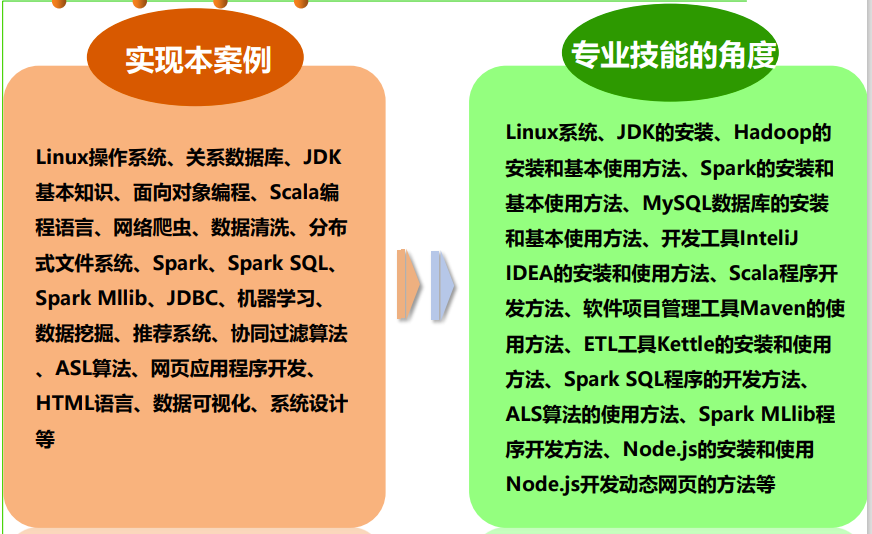 实现本案例
Linux操作系统、关系数据库、JDK
基本知识、面向对象编程、Scala编
程语言、网络爬虫、数据清洗、分布
式文件系统、Spark、Spark SQL、
Spark Mllib、JDBC、机器学习、
数据挖掘、推荐系统、协同过滤算法
、ASL算法、网页应用程序开发、
HTML语言、数据可视化、系统设计
等
专业技能的角度
Linux系统、JDK的安装、Hadoop的
安装和基本使用方法、Spark的安装和
基本使用方法、MySQL数据库的安装
和基本使用方法、开发工具InteliJ
IDEA的安装和使用方法、Scala程序开
发方法、软件项目管理工具Maven的使
用方法、ETL工具Kettle的安装和使用
方法、Spark SQL程序的开发方法、
ALS算法的使用方法、Spark MLlib程
序开发方法、Node.js的安装和使用
Node.js开发动态网页的方法等